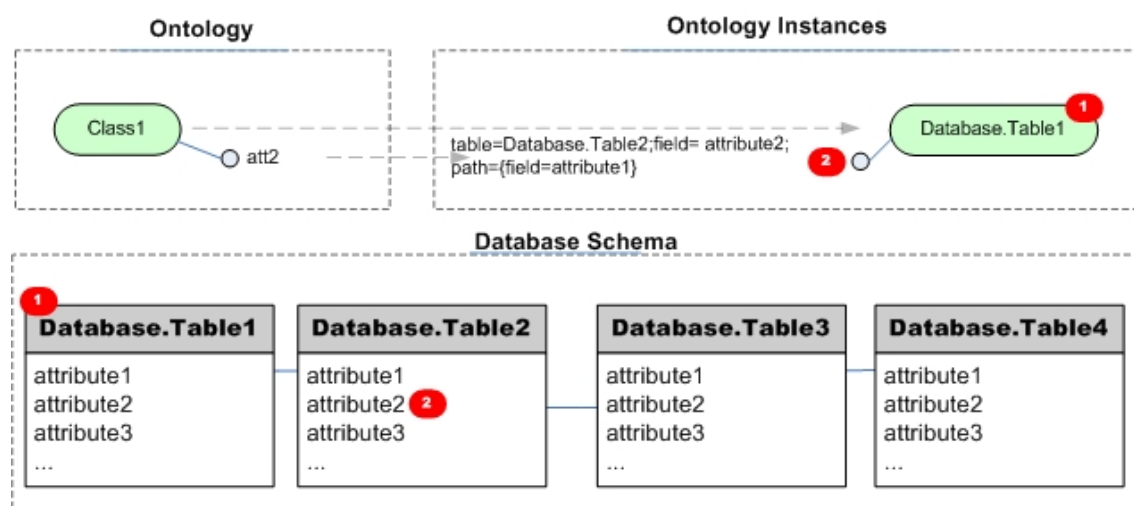 Ontology
Ontology Instances
Class1
att2
table=Database.Table2;field= attribute2;
path={field=attribute1}
2
Database.Table1
1
Database Schema
1
Database.Table1
attribute1
attribute2
attribute3
...
Database.Table2
attribute1
attribute2
2
attribute3
...
Database.Table3
attribute1
attribute2
attribute3
...
Database.Table4
attribute1
attribute2
attribute3
...